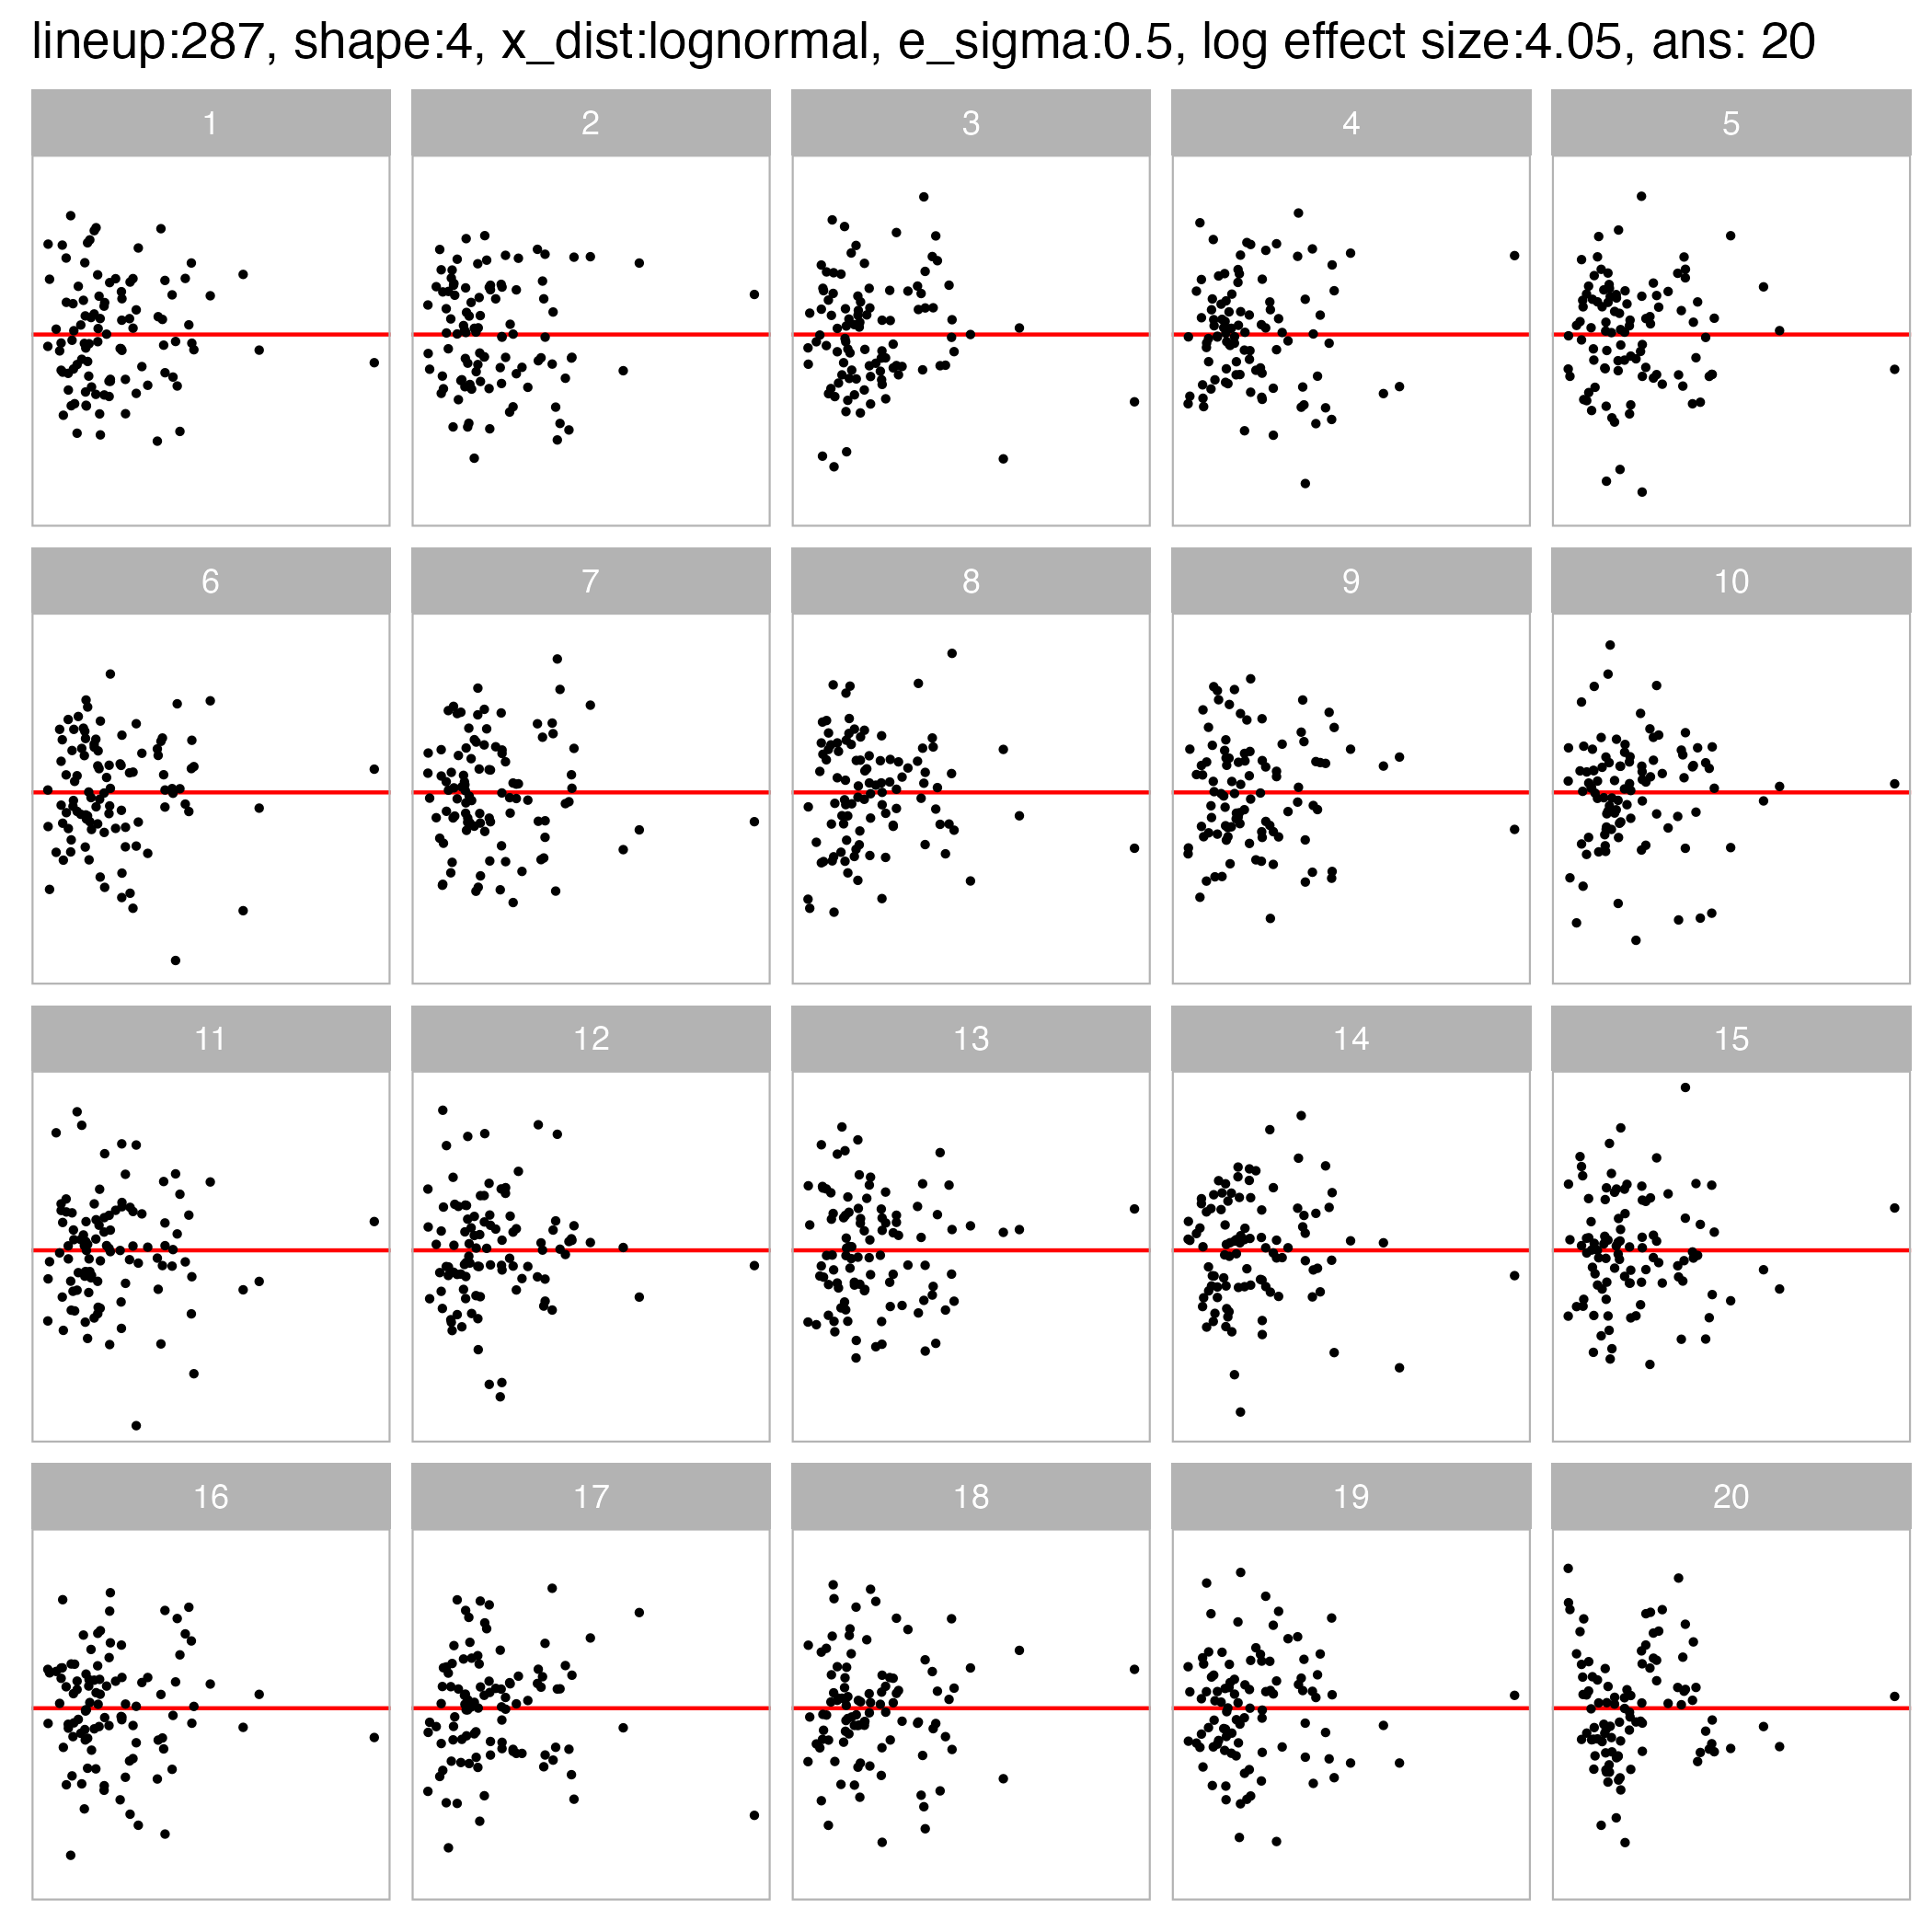 lineup:287, shape:4, x_dist:lognormal, e_sigma:0.5, log effect size:4.05, ans: 20
1 2 3 4 5
6 7 8 9 10
11 12 13 14 15
16 17 18 19 20